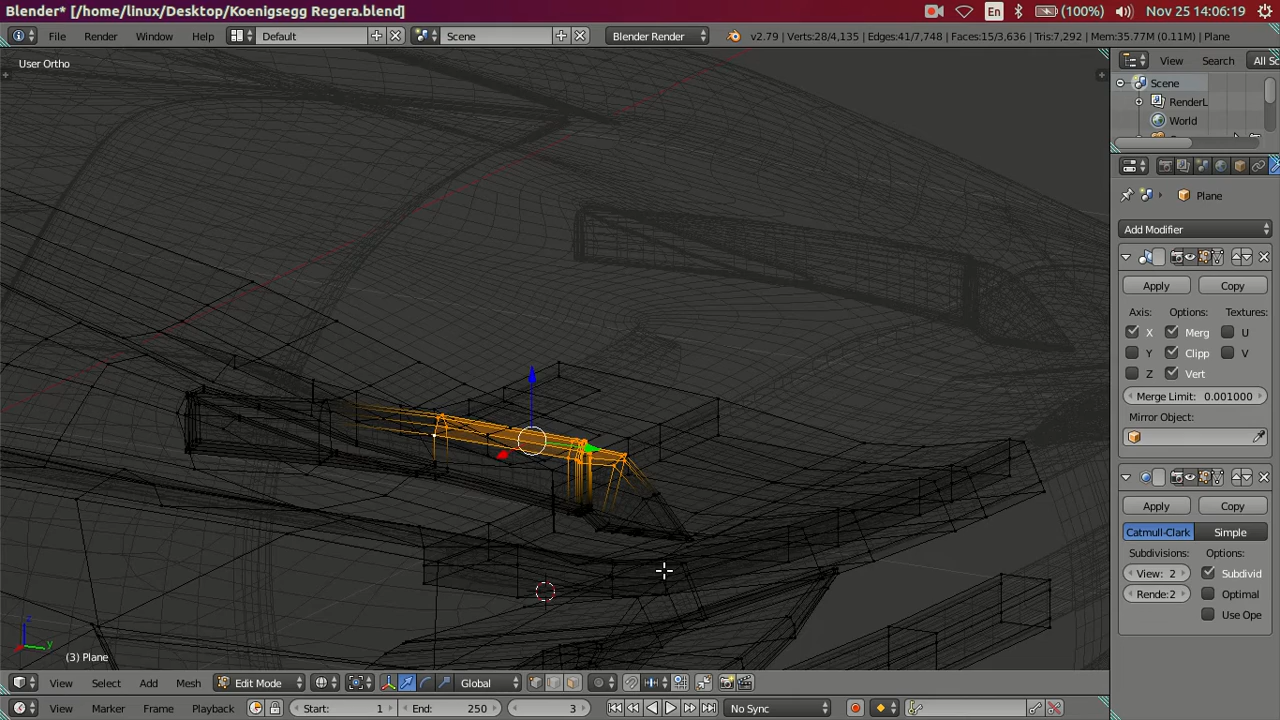 Blender* [/home/linux/Desktop/Koenigsegg Regera.blend]
En (100%) Nov 25 14:06:19
File Render Window Help Default Scene Blender Render v2.79 | Verts:28/4,135 | Edges:41/7,748 | Faces:15/3,636 | Tris:7,292 | Mem:35.77M (0.11M) | Plane
User Ortho
View Search All Sc
Scene
RenderL
World
Plane
Add Modifier
Apply Copy
Axis: Options: Textures:
X Merg U
Y Clipp V
Z Vert
Merge Limit: 0.001000
Mirror Object:
Apply Copy
Catmull-Clark Simple
Subdivisions: Options:
View: 2 Subdivid
Rende:2 Optimal
Use Ope
z
y
(3) Plane
View Select Add Mesh Edit Mode Global
View Marker Frame Playback Start: 1 End: 250 3 No Sync